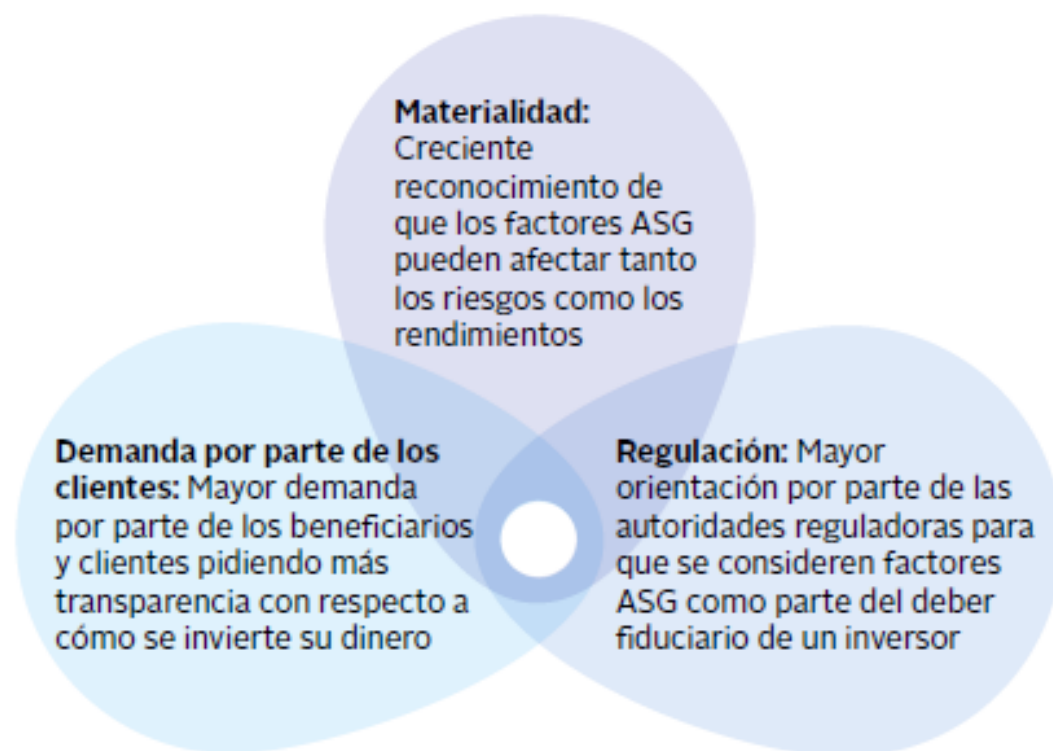 Materialidad:
Creciente
reconocimiento de
que los factores ASG
pueden afectar tanto
los riesgos como los
rendimientos
Demanda por parte de los
clientes: Mayor demanda
por parte de los beneficiarios
y clientes pidiendo más
transparencia con respecto a
cómo se invierte su dinero
Regulación: Mayor
orientación por parte de las
autoridades reguladoras para
que se consideren factores
ASG como parte del deber
fiduciario de un inversor